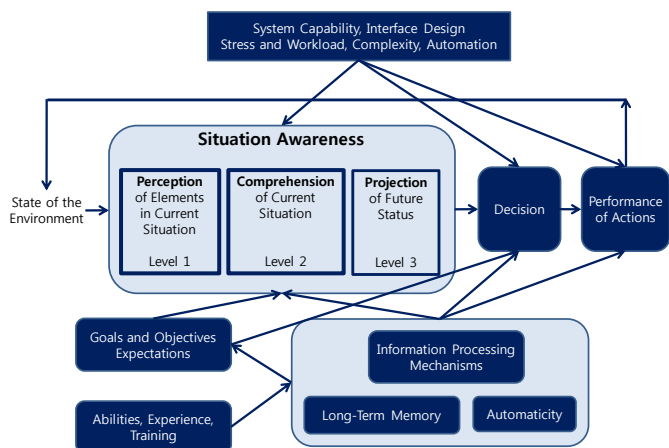 System Capability, Interface Design
Stress and Workload, Complexity, Automation
Situation Awareness
Perception
of Elements
in Current
Situation
Level 1
Comprehension
of Current
Situation
Level 2
Projection
of Future
Status
Level 3
State of the
Environment
Decision
Performance
of Actions
Goals and Objectives
Expectations
Information Processing
Mechanisms
Abilities, Experience,
Training
Long-Term Memory
Automaticity